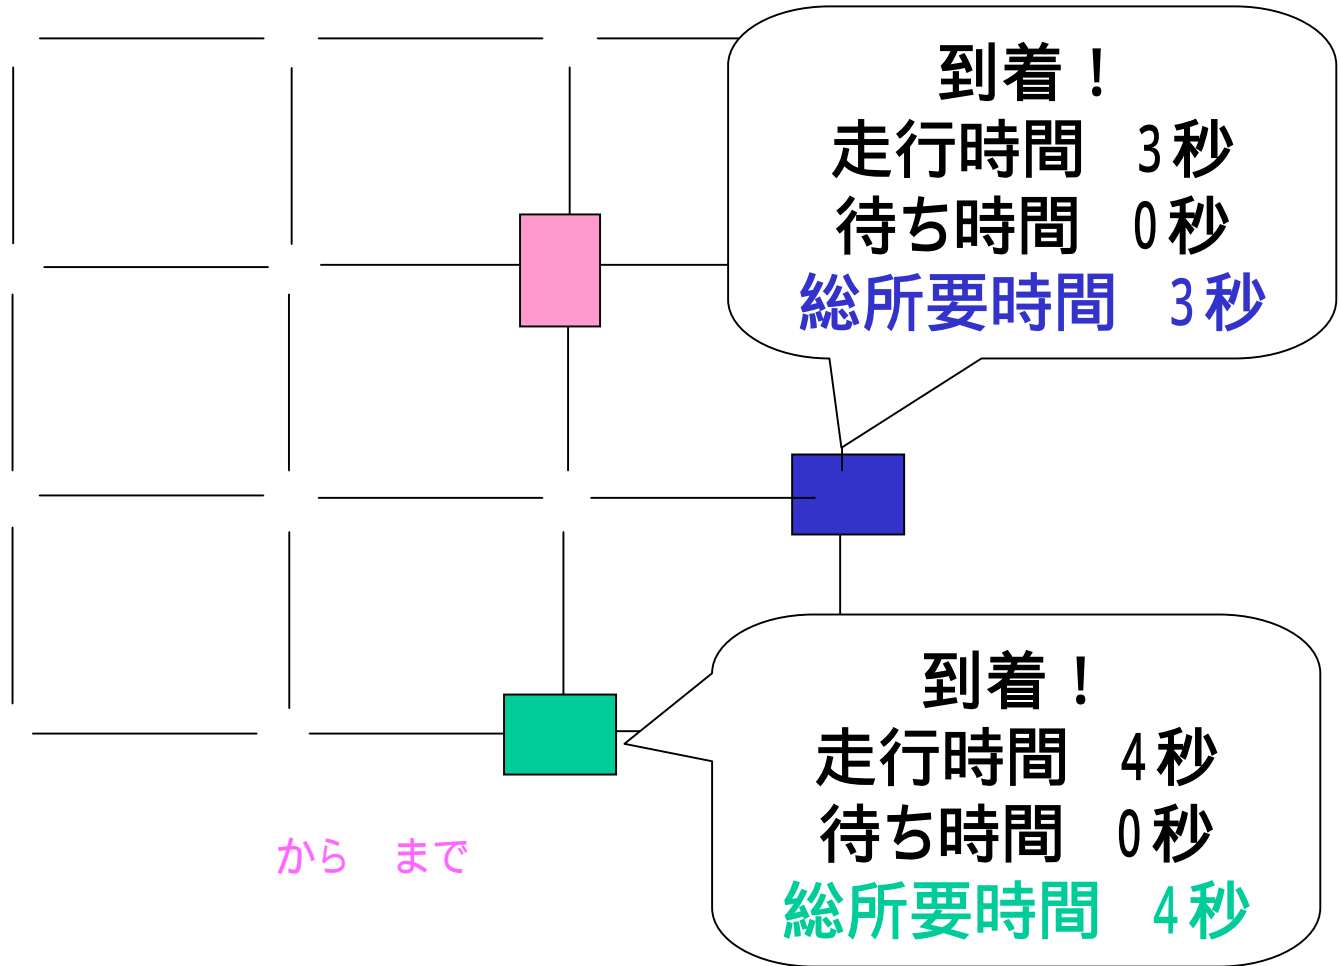 到着！
走行時間　3秒
待ち時間　0秒
総所要時間　3秒
到着！
走行時間　4秒
待ち時間　0秒
総所要時間　4秒
から　まで